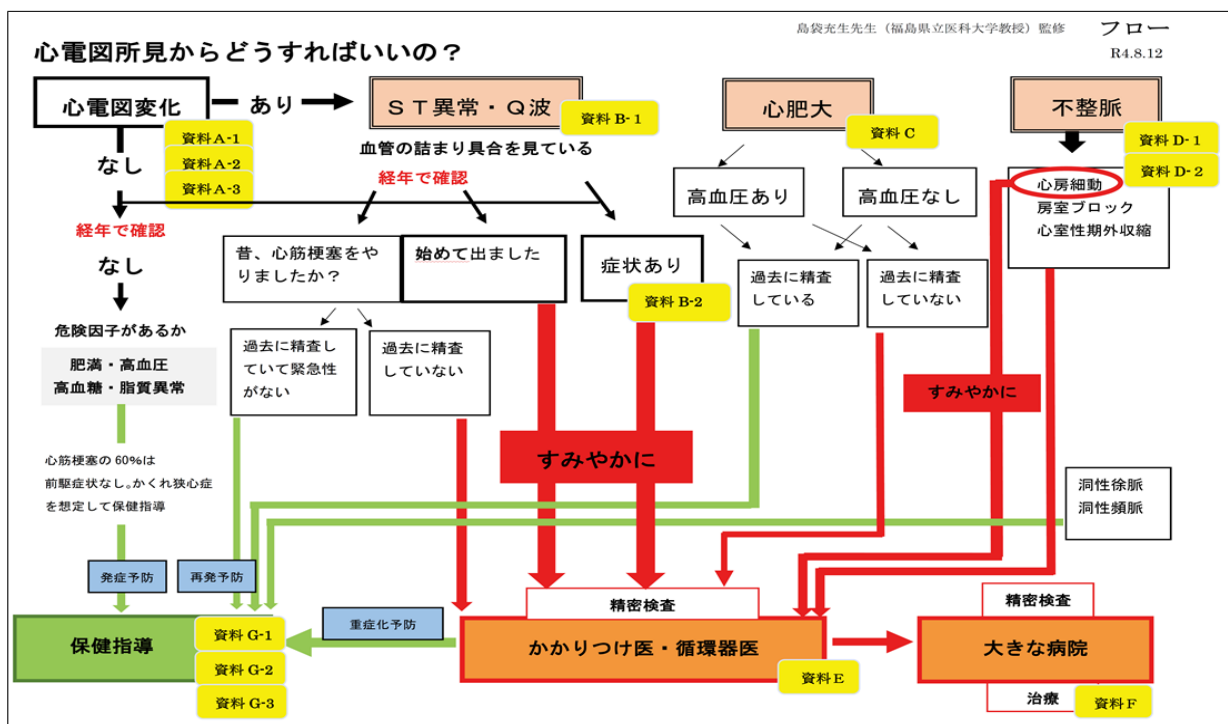 島袋充生先生（福島県立医科大学教授）監修
フロー
R4.8.12
心電図所見からどうすればいいの？
心電図変化
あり
ＳＴ異常・Ｑ波
資料B-1
心肥大
資料C
不整脈
資料D-1
資料D-2
資料A-1
資料A-2
資料A-3
なし
血管の詰まり具合を見ている
経年で確認
経年で確認
なし
高血圧あり
高血圧なし
心房細動
房室ブロック
心室性期外収縮
昔、心筋梗塞をや
りましたか？
始めて出ました
症状あり
資料B-2
過去に精査
している
過去に精査
していない
危険因子があるか
肥満・高血圧
高血糖・脂質異常
過去に精査し
ていて緊急性
がない
過去に精査
していない
すみやかに
すみやかに
心筋梗塞の60%は
前駆症状なし。かくれ狭心症
を想定して保健指導
洞性徐脈
洞性頻脈
発症予防
再発予防
重症化予防
精密検査
精密検査
保健指導
資料G-1
資料G-2
資料G-3
かかりつけ医・循環器医
資料E
大きな病院
治療
資料F